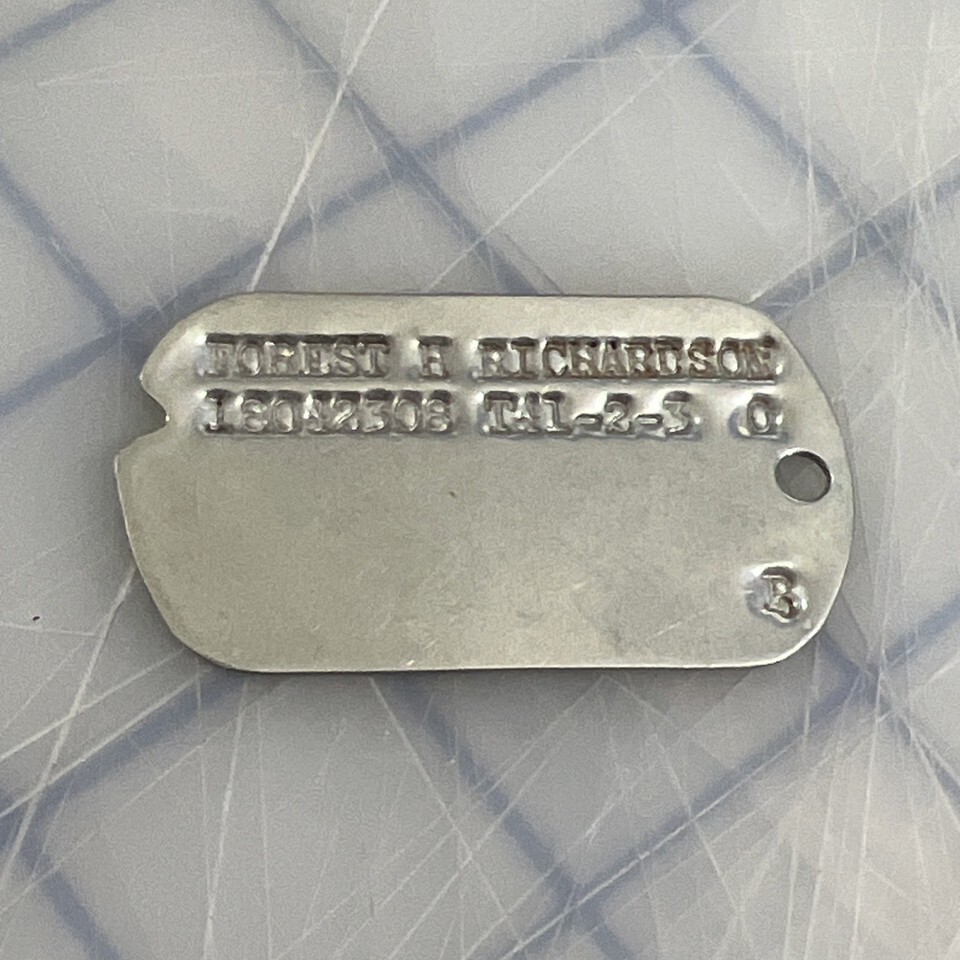 FOREST H RICHARDSON
18042308 T41-2-3 O
B